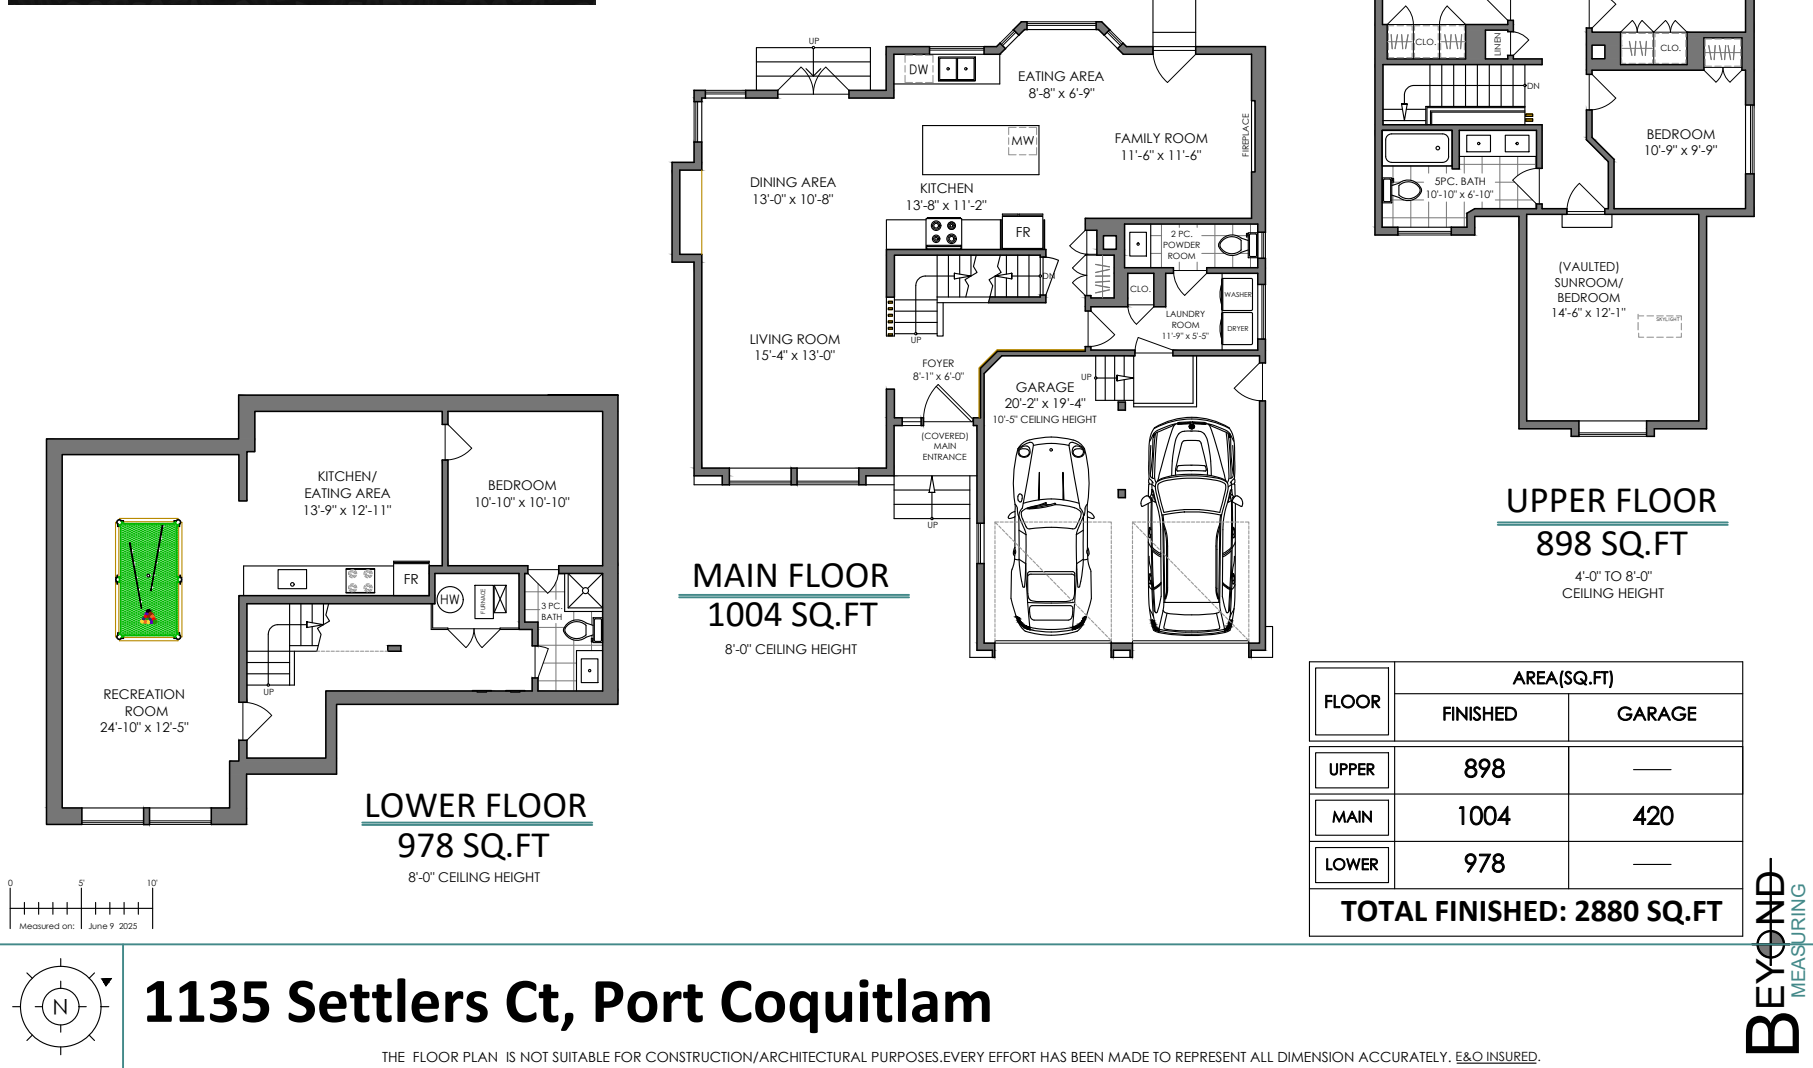 UP
DW
EATING AREA
8'-8" x 6'-9"
MW
FAMILY ROOM
11'-6" x 11'-6"
FIREPLACE
DINING AREA
13'-0" x 10'-8"
KITCHEN
13'-8" x 11'-2"
FR
2 PC.
POWDER
ROOM
DN
CLO.
WASHER
DRYER
LAUNDRY
ROOM
11'-9" x 5'-5"
UP
LIVING ROOM
15'-4" x 13'-0"
FOYER
8'-1" x 6'-0"
UP
GARAGE
20'-2" x 19'-4"
10'-5" CEILING HEIGHT
(COVERED)
MAIN
ENTRANCE
UP
MAIN FLOOR
1004 SQ.FT
8'-0" CEILING HEIGHT
CLO.
LINEN
CLO.
DN
BEDROOM
10'-9" x 9'-9"
5PC. BATH
10'-10" x 6'-10"
(VAULTED)
SUNROOM/
BEDROOM
14'-6" x 12'-1"
SKYLIGHT
UPPER FLOOR
898 SQ.FT
4'-0" TO 8'-0"
CEILING HEIGHT
KITCHEN/
EATING AREA
13'-9" x 12'-11"
BEDROOM
10'-10" x 10'-10"
FR
HW
FURNACE
3 PC.
BATH
UP
RECREATION
ROOM
24'-10" x 12'-5"
LOWER FLOOR
978 SQ.FT
8'-0" CEILING HEIGHT
FLOOR
AREA(SQ.FT)
FINISHED GARAGE
UPPER 898 —
MAIN 1004 420
LOWER 978 —
TOTAL FINISHED: 2880 SQ.FT
0 5' 10'
Measured on: June 9 2025
N
1135 Settlers Ct, Port Coquitlam
BEYOND
MEASURING
THE FLOOR PLAN IS NOT SUITABLE FOR CONSTRUCTION/ARCHITECTURAL PURPOSES.EVERY EFFORT HAS BEEN MADE TO REPRESENT ALL DIMENSION ACCURATELY. E&O INSURED.